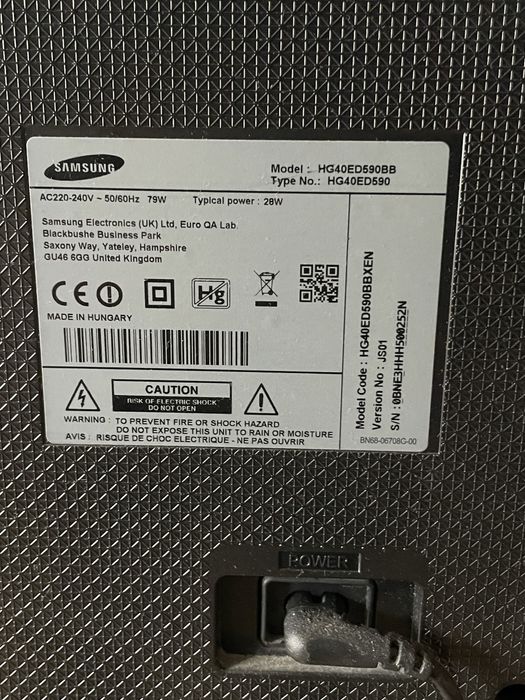 SAMSUNG
Model : HG40ED590BB
Type No.: HG40ED590
AC220-240V ~ 50/60Hz 79W Typical power : 28W
Samsung Electronics (UK) Ltd, Euro QA Lab.
Blackbushe Business Park
Saxony Way, Yateley, Hampshire
GU46 6GG United Kingdom
CE
Hg
MADE IN HUNGARY
CAUTION
RISK OF ELECTRIC SHOCK
DO NOT OPEN
WARNING : TO PREVENT FIRE OR SHOCK HAZARD
DO NOT EXPOSE THIS UNIT TO RAIN OR MOISTURE
AVIS : RISQUE DE CHOC ELECTRIQUE - NE PAS OUVRIR
Model Code : HG40ED590BBXEN
Version No : JS01
S/N : 0BNE3HHH500252N
BN68-06708G-00
POWER